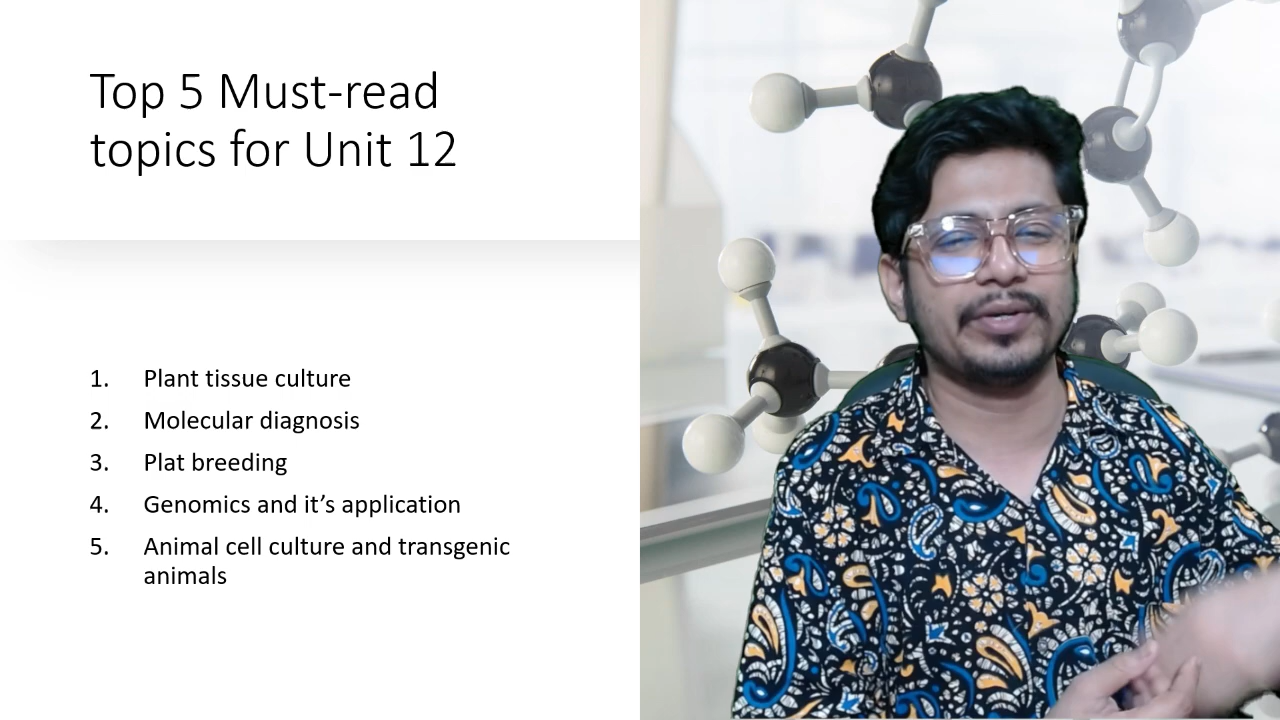 Top 5 Must-read
topics for Unit 12
1. Plant tissue culture
2. Molecular diagnosis
3. Plat breeding
4. Genomics and it’s application
5. Animal cell culture and transgenic
animals